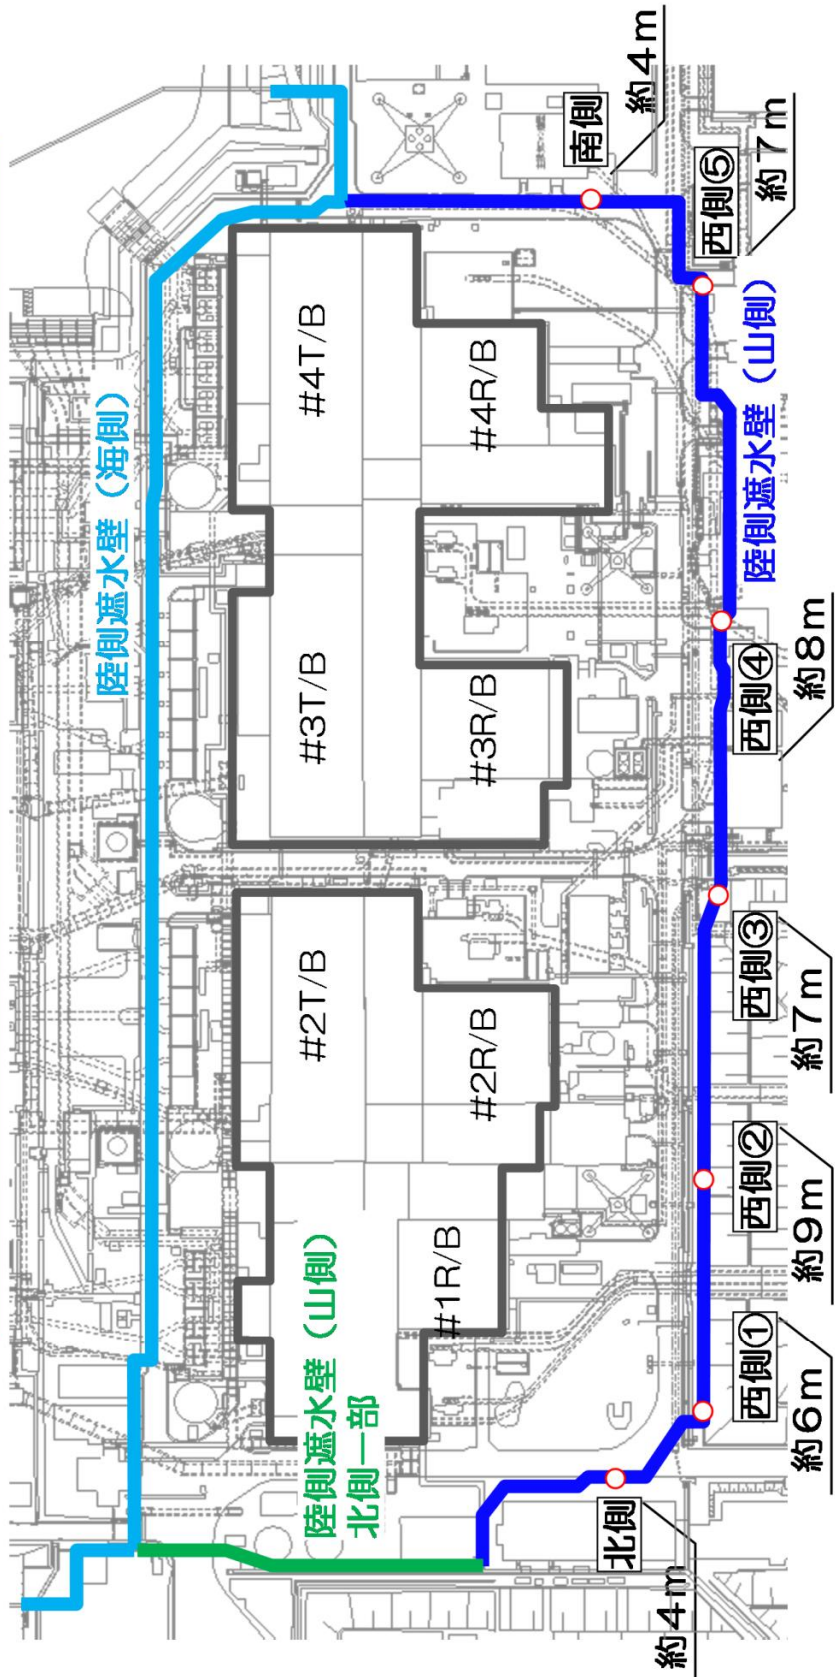 陸側遮水壁（海側）
#1R/B
#2T/B
#2R/B
#3T/B
#3R/B
#4T/B
#4R/B
陸側遮水壁（山側）
北側一部
陸側遮水壁（山側）
北側
約4m
西側①
約6m
西側②
約9m
西側③
約7m
西側④
約8m
西側⑤
約7m
南側
約4m